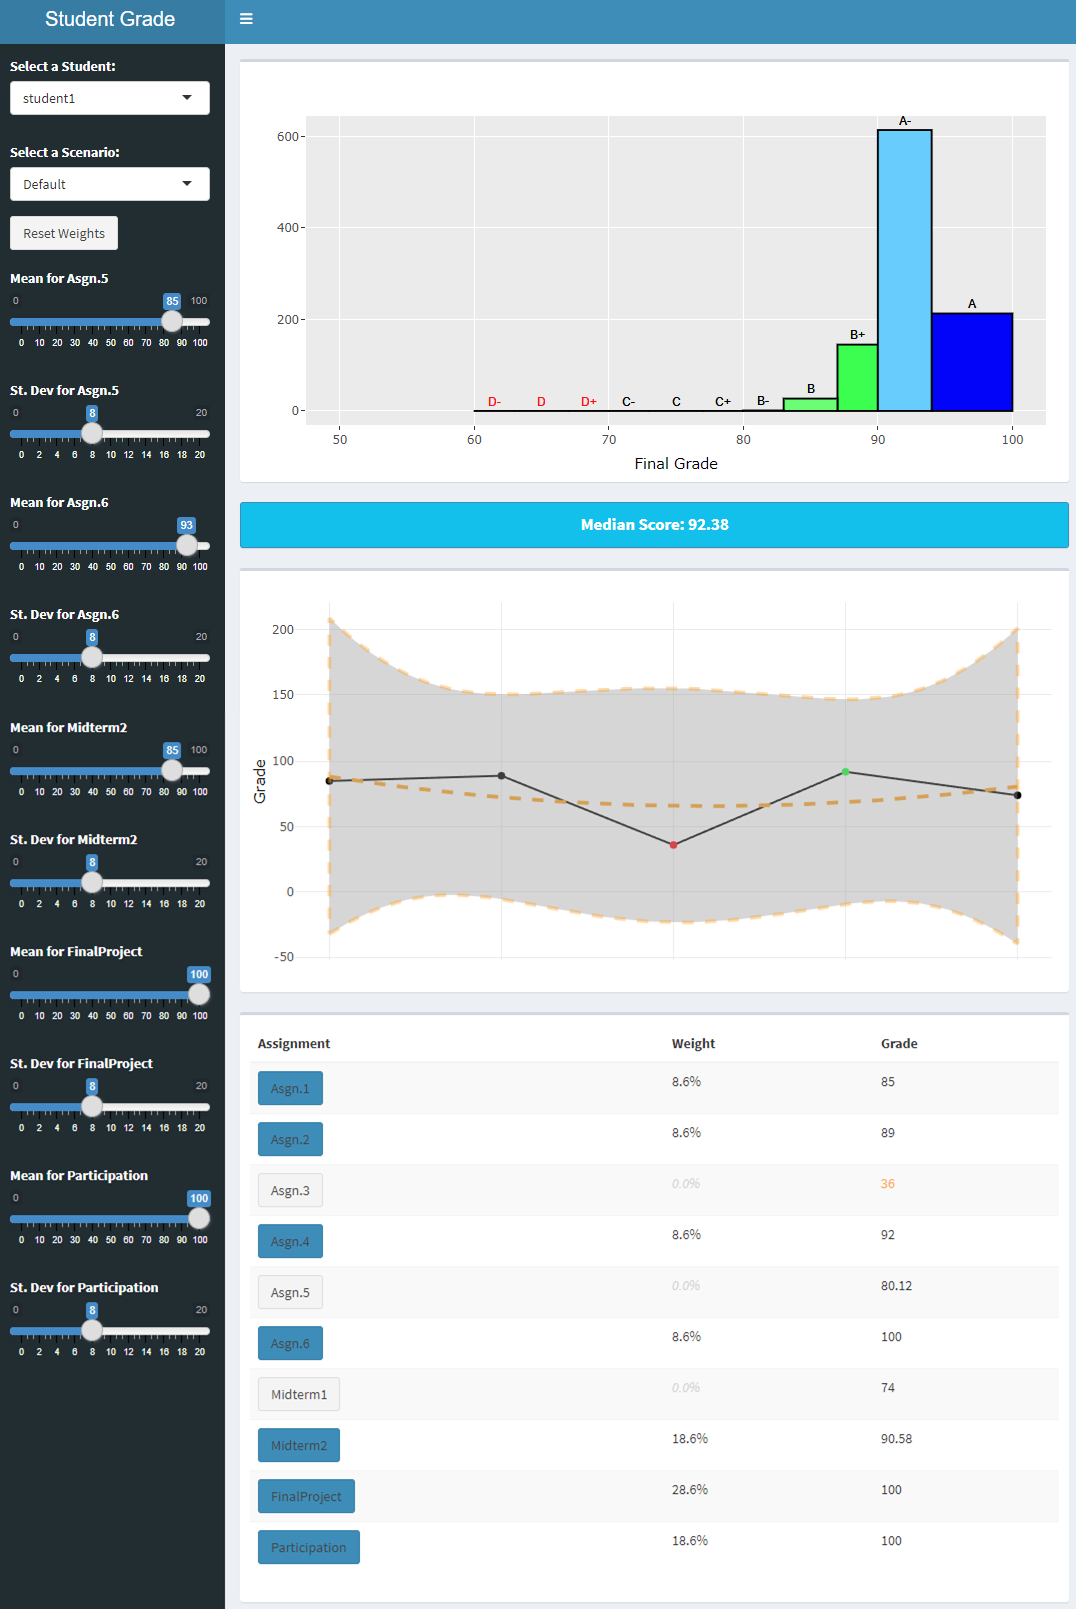 Student Grade
Select a Student:
student1
Select a Scenario:
Default
Reset Weights
Mean for Asgn.5
0 85 100
0 10 20 30 40 50 60 70 80 90 100
St. Dev for Asgn.5
0 8 20
0 2 4 6 8 10 12 14 16 18 20
Mean for Asgn.6
0 93
0 10 20 30 40 50 60 70 80 90 100
St. Dev for Asgn.6
0 8 20
0 2 4 6 8 10 12 14 16 18 20
Mean for Midterm2
0 85 100
0 10 20 30 40 50 60 70 80 90 100
St. Dev for Midterm2
0 8 20
0 2 4 6 8 10 12 14 16 18 20
Mean for FinalProject
0 100
0 10 20 30 40 50 60 70 80 90 100
St. Dev for FinalProject
0 8 20
0 2 4 6 8 10 12 14 16 18 20
Mean for Participation
0 100
0 10 20 30 40 50 60 70 80 90 100
St. Dev for Participation
0 8 20
0 2 4 6 8 10 12 14 16 18 20
600
400
200
0
D- D D+ C- C C+ B- B B+ A- A
50 60 70 80 90 100
Final Grade
Median Score: 92.38
Grade
200
150
100
50
0
-50
Assignment Weight Grade
Asgn.1 8.6% 85
Asgn.2 8.6% 89
Asgn.3 0.0% 36
Asgn.4 8.6% 92
Asgn.5 0.0% 80.12
Asgn.6 8.6% 100
Midterm1 0.0% 74
Midterm2 18.6% 90.58
FinalProject 28.6% 100
Participation 18.6% 100